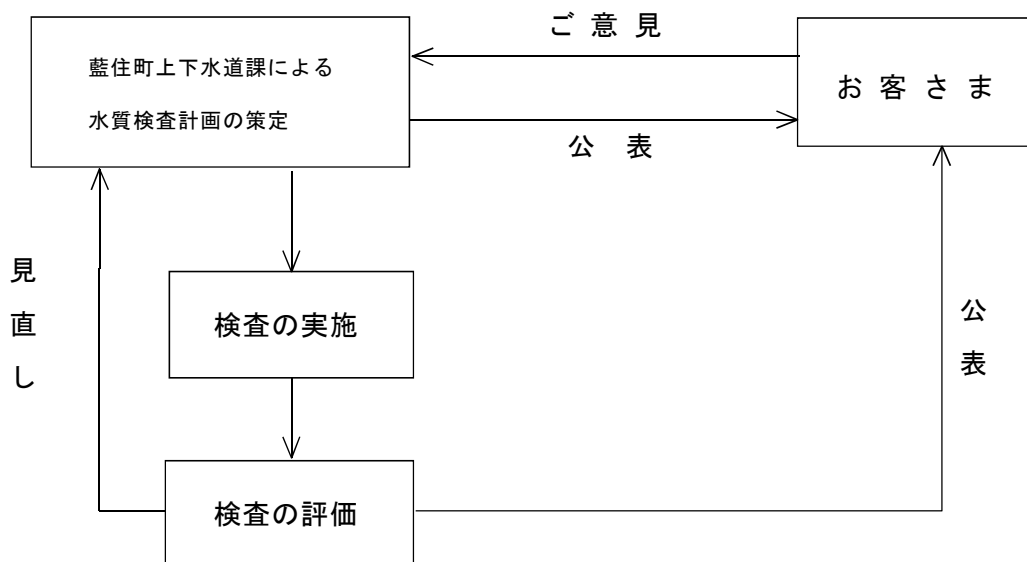 ご意見
藍住町上下水道課による
水質検査計画の策定
お客さま
公表
見直し
検査の実施
公表
検査の評価